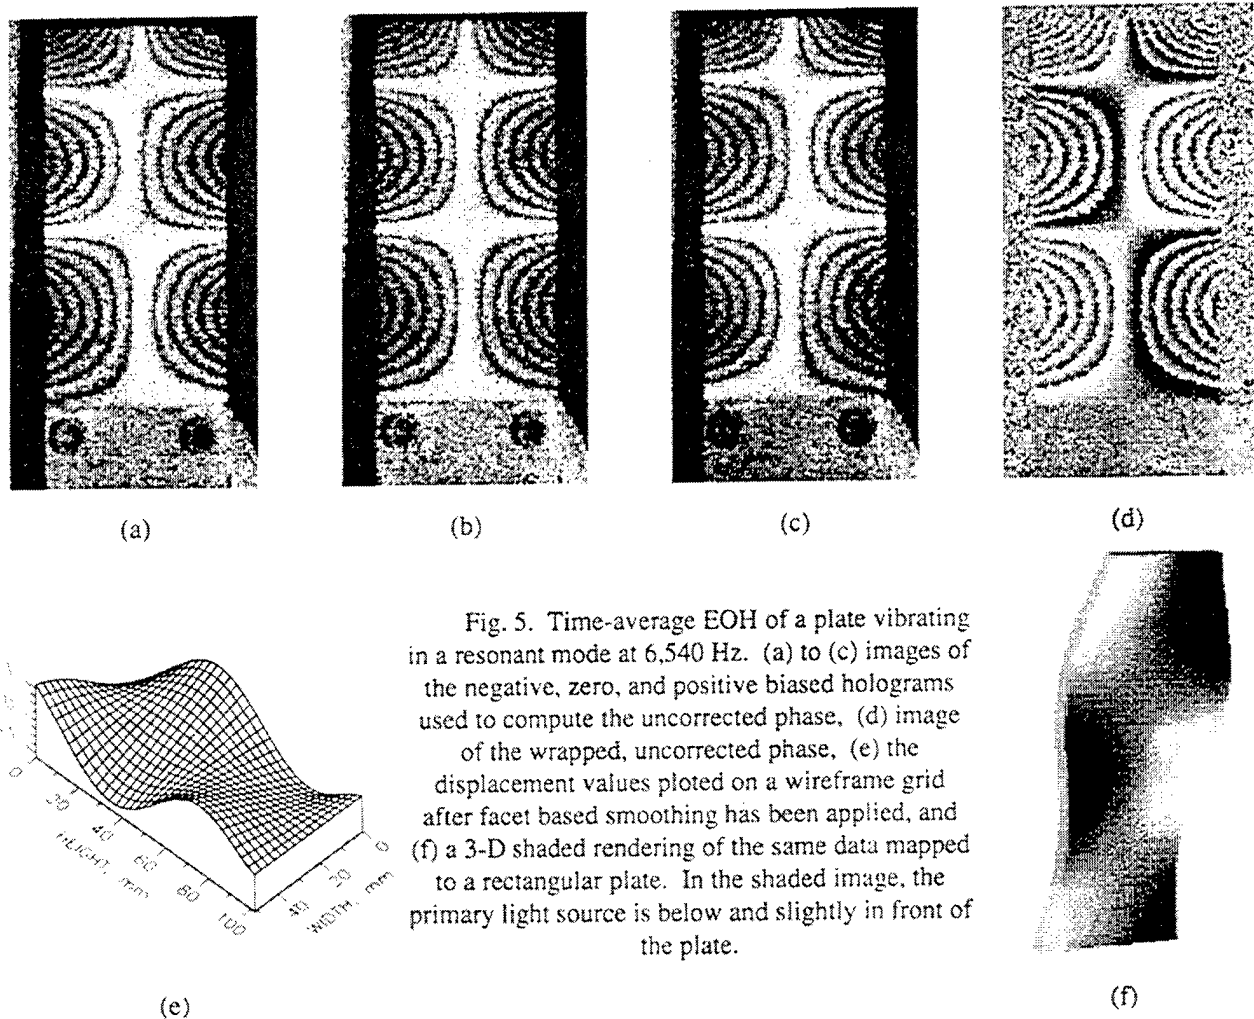 (a)
(b)
(c)
(d)
Fig. 5. Time-average EOH of a plate vibrating
in a resonant mode at 6,540 Hz. (a) to (c) images of
the negative, zero, and positive biased holograms
used to compute the uncorrected phase, (d) image
of the wrapped, uncorrected phase, (e) the
displacement values ploted on a wireframe grid
after facet based smoothing has been applied, and
(f) a 3-D shaded rendering of the same data mapped
to a rectangular plate. In the shaded image, the
primary light source is below and slightly in front of
the plate.
0
20
40
60
80
100
HEIGHT, mm
0
20
40
WIDTH, mm
(e)
(f)